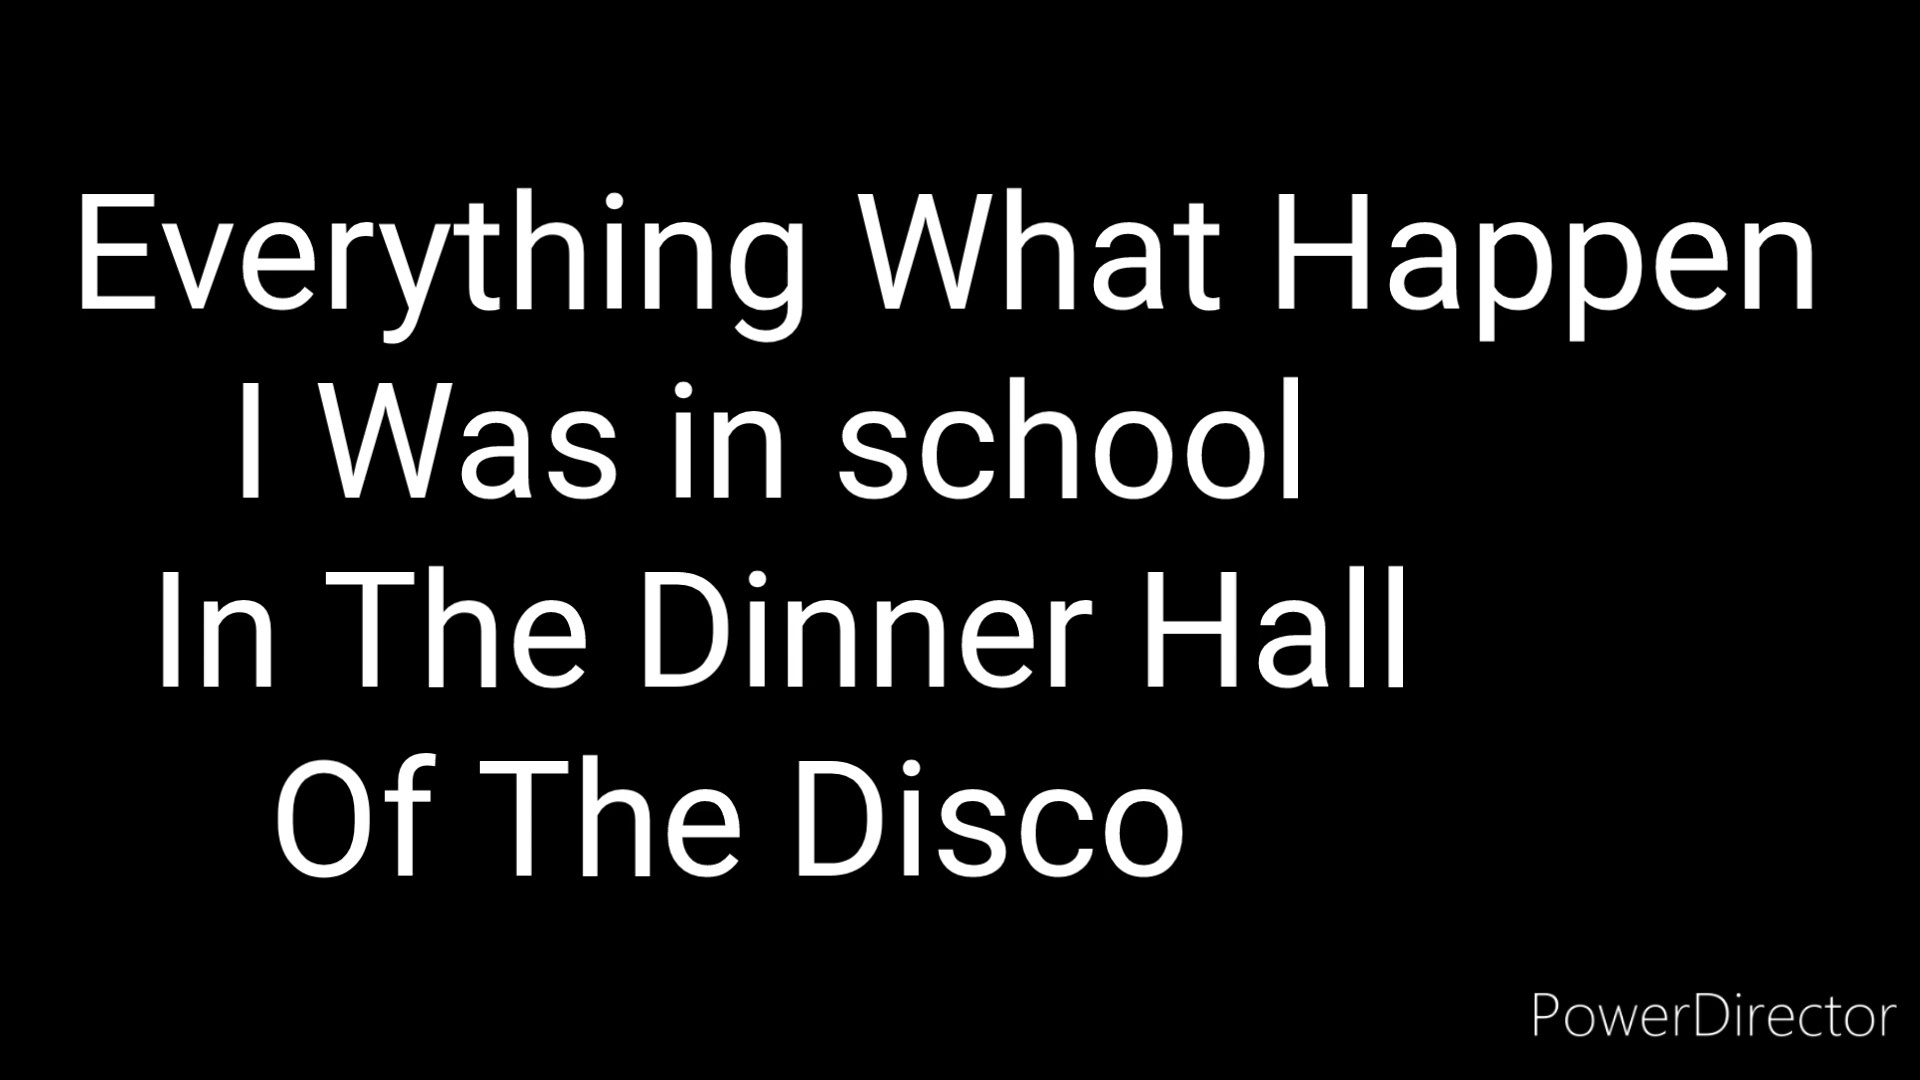 Everything What Happen
I Was in school
In The Dinner Hall
Of The Disco
PowerDirector